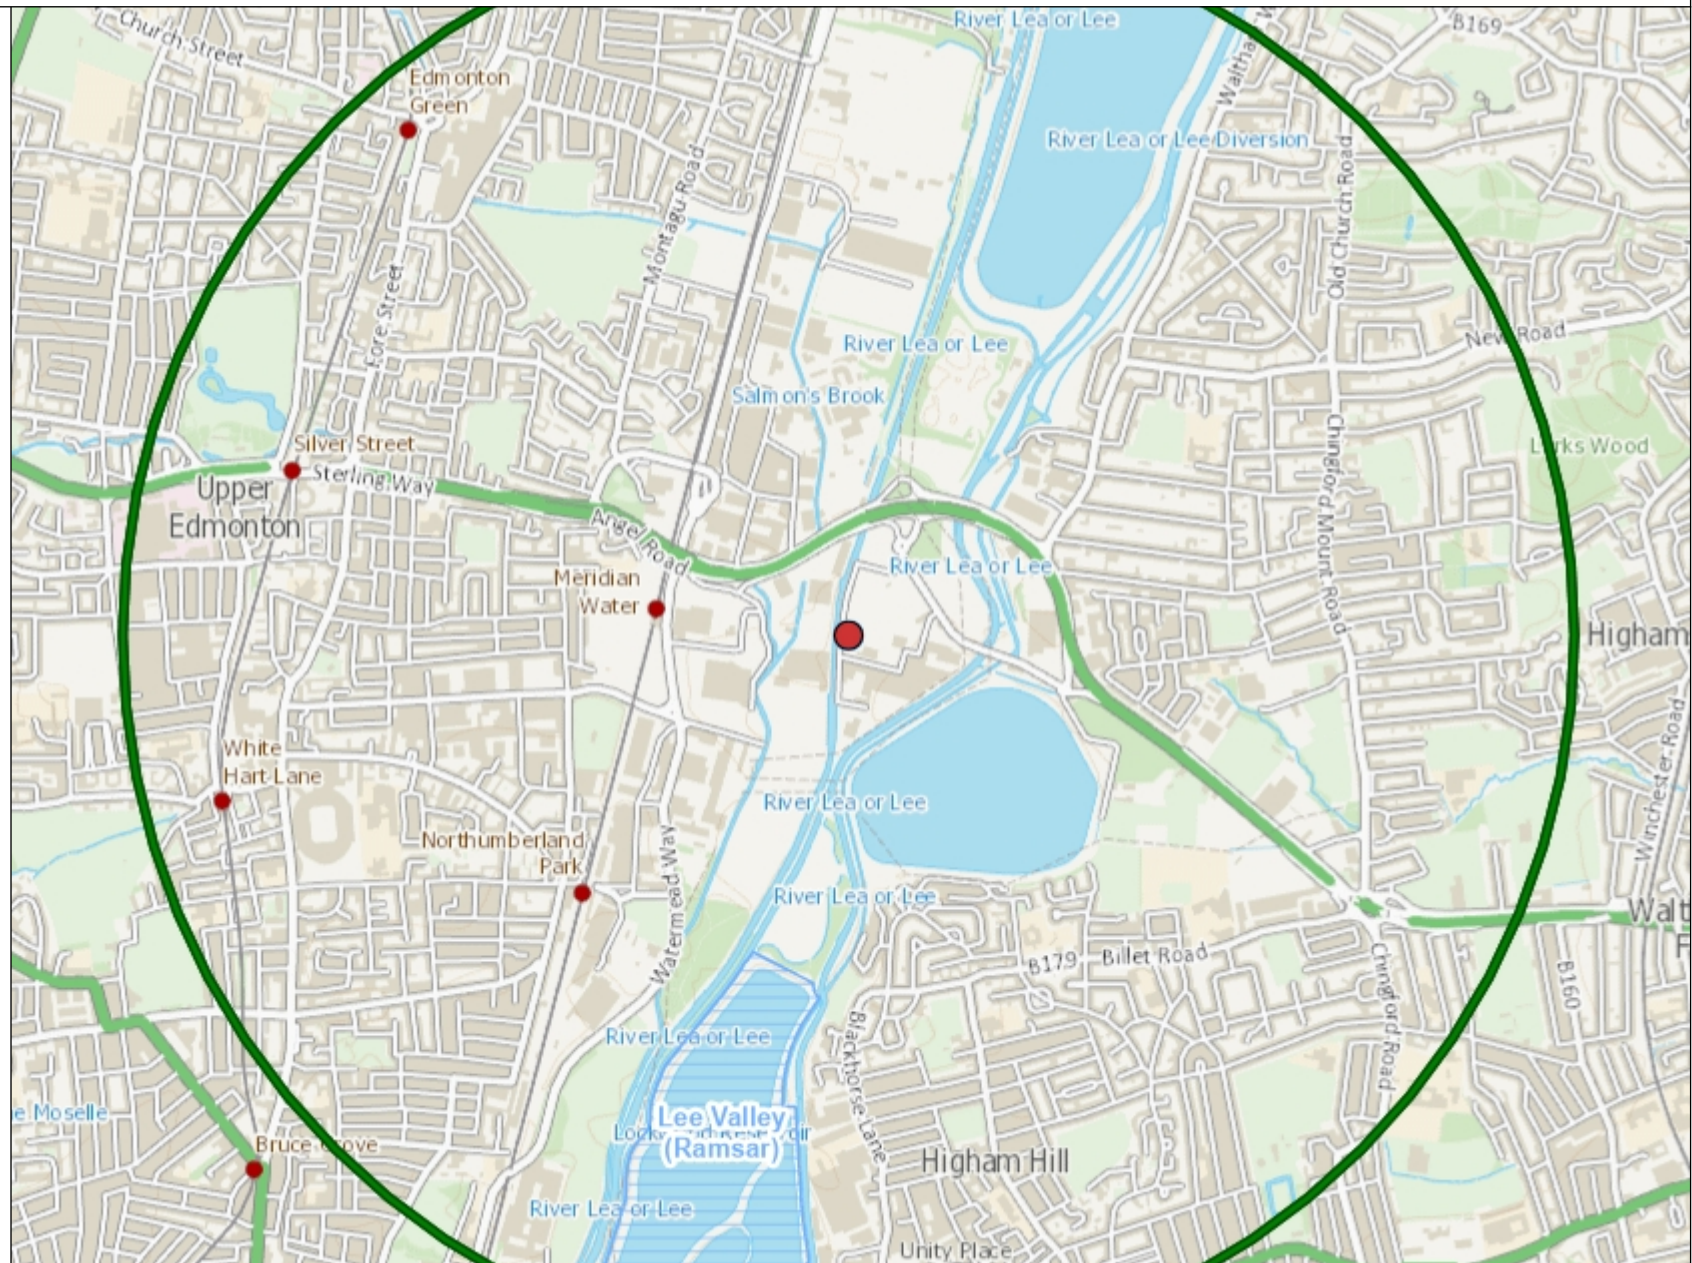 River Lea or Lee
B169
Church Street
Edmonton
Green
Waltha
River Lea or Lee Diversion
Old Church Road
Montagu Road
Fore Street
New Road
River Lea or Lee
Salmon's Brook
Silver Street
Sterling Way
Upper
Edmonton
Larks Wood
Chingford Mount Road
Angel Road
River Lea or Lee
Meridian
Water
Higham
White
Hart Lane
Winchester Road
River Lea or Lee
Northumberland
Park
Watermead Way
River Lea or Lee
Walt
F
B179
Billet Road
Chingford Road
B160
River Lea or Lee
Blackhorse Lane
e Moselle
Lee Valley
(Ramsar)
Bruce Grove
Higham Hill
River Lea or Lee
Unity Place